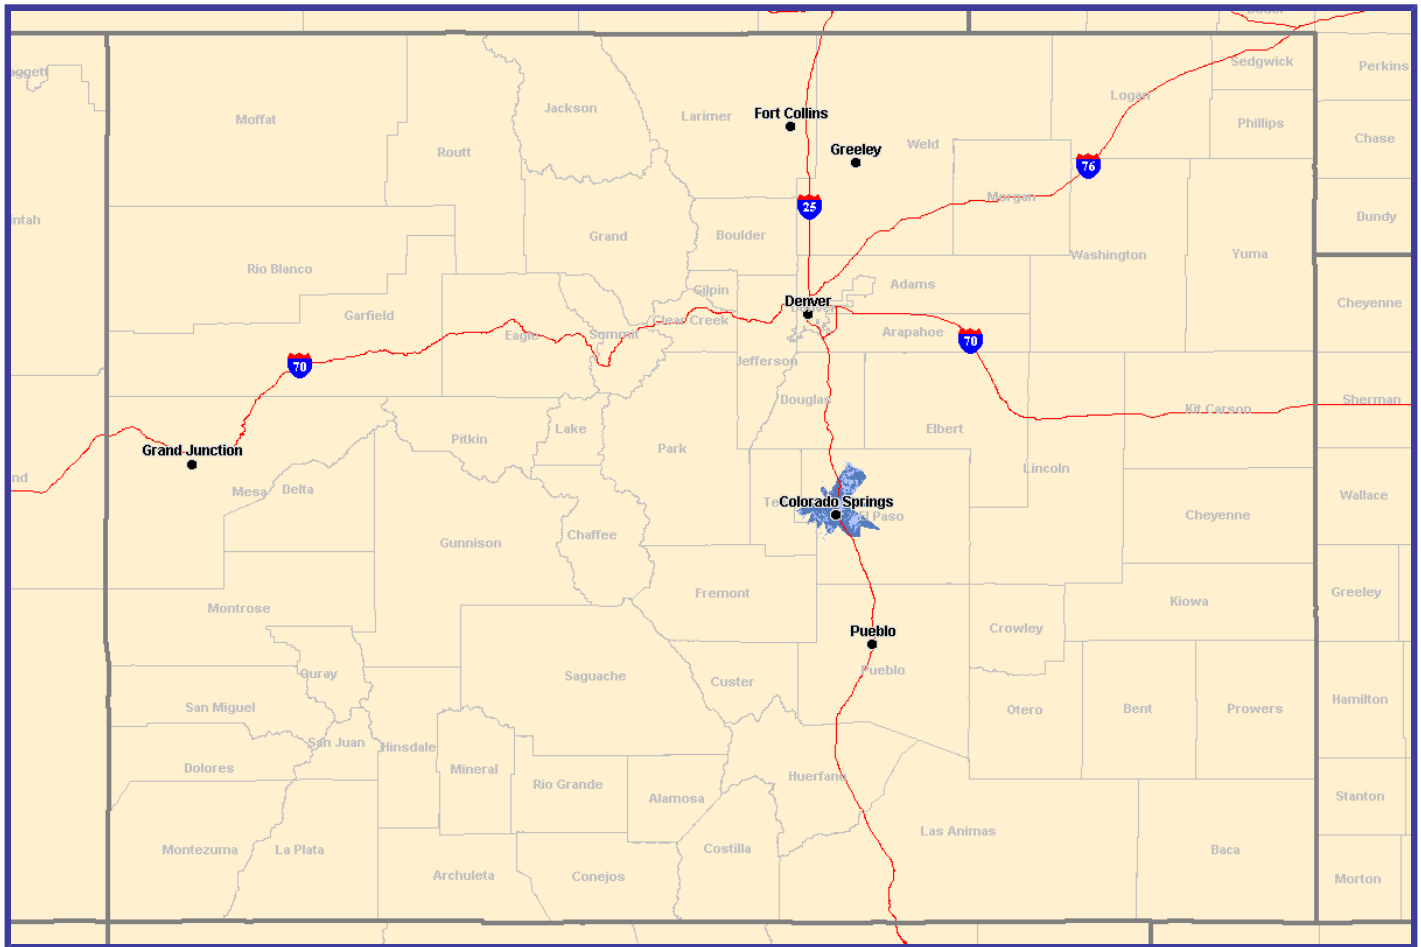 Sedgwick
Perkins
Logan
Moffat
Jackson
Larimer
Fort Collins
Phillips
Chase
Routt
Greeley
Weld
76
Morgan
25
Dundy
Grand
Boulder
Washington
Yuma
Rio Blanco
Gilpin
Adams
Denver
Cheyenne
Garfield
Eagle
Summit
Clear Creek
Arapahoe
70
70
Jefferson
Douglas
Kit Carson
Sherman
Grand Junction
Pitkin
Lake
Park
Elbert
Lincoln
Mesa
Delta
Colorado Springs
El Paso
Cheyenne
Wallace
Gunnison
Chaffee
Fremont
Montrose
Kiowa
Greeley
Pueblo
Crowley
Ouray
Saguache
Custer
Pueblo
San Miguel
Otero
Bent
Prowers
Hamilton
San Juan
Hinsdale
Dolores
Mineral
Rio Grande
Alamosa
Huerfano
Stanton
Montezuma
La Plata
Archuleta
Conejos
Costilla
Las Animas
Baca
Morton